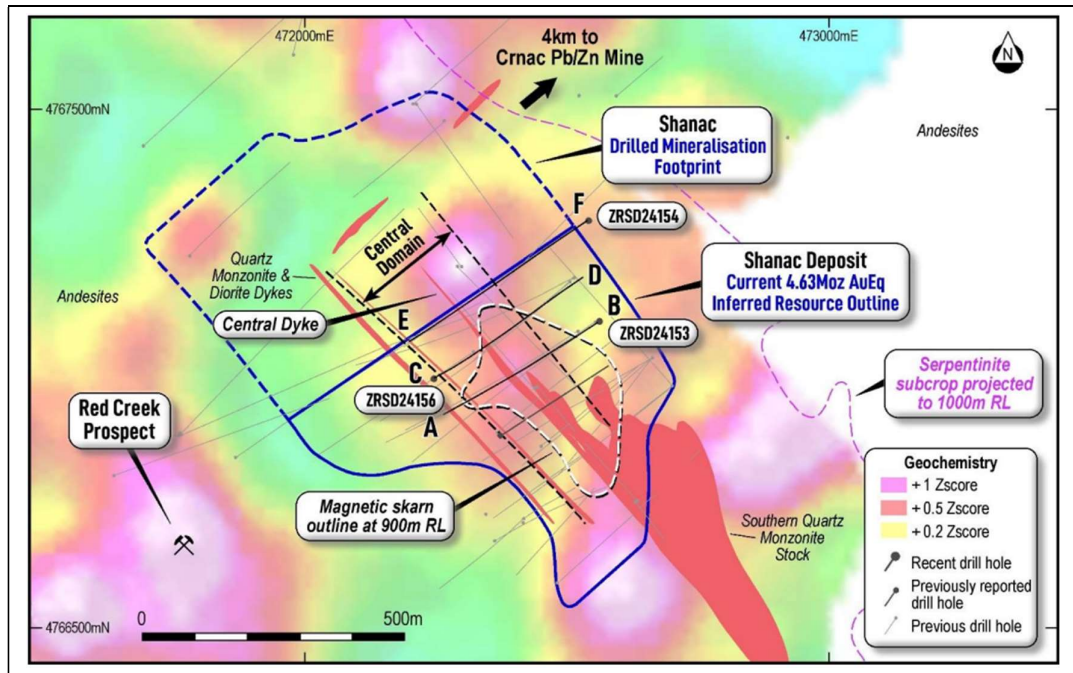 472000mE
473000mE
4km to
Crnac Pb/Zn Mine
N
4767500mN
Shanac
Drilled Mineralisation
Footprint
Andesites
F
ZRSD24154
Central
Domain
Quartz
Monzonite &
Diorite Dykes
D
Shanac Deposit
Current 4.63Moz AuEq
Inferred Resource Outline
Andesites
B
Central Dyke
E
ZRSD24153
C
Serpentinite
subcrop projected
to 1000m RL
ZRSD24156
A
Red Creek
Prospect
Magnetic skarn
outline at 900m RL
Southern Quartz
Monzonite
Stock
Geochemistry
+ 1 Zscore
+ 0.5 Zscore
+ 0.2 Zscore
Recent drill hole
Previously reported
drill hole
Previous drill hole
0
500m
4766500mN